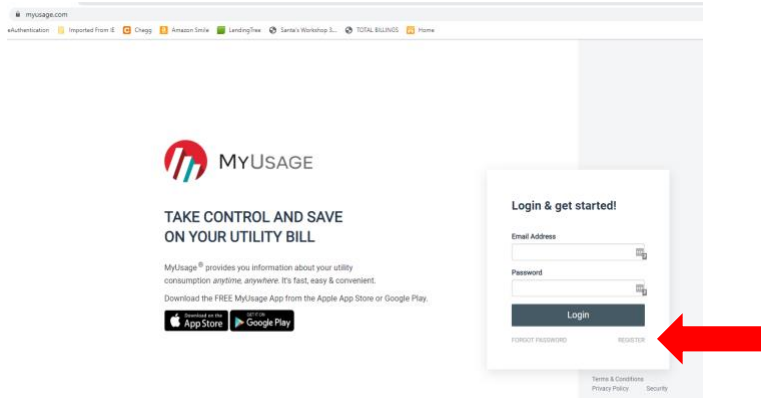 myusage.com
eAuthentication Imported From IE Chegg Amazon Smile LendingTree Santa's Workshop S... TOTAL BILLINGS Home
MYUSAGE
TAKE CONTROL AND SAVE
ON YOUR UTILITY BILL
MyUsage® provides you information about your utility
consumption anytime, anywhere. It's fast, easy & convenient.
Download the FREE MyUsage App from the Apple App Store or Google Play.
Download on the
App Store
GET IT ON
Google Play
Login & get started!
Email Address
Password
Login
FORGOT PASSWORD REGISTER
Terms & Conditions
Privacy Policy Security